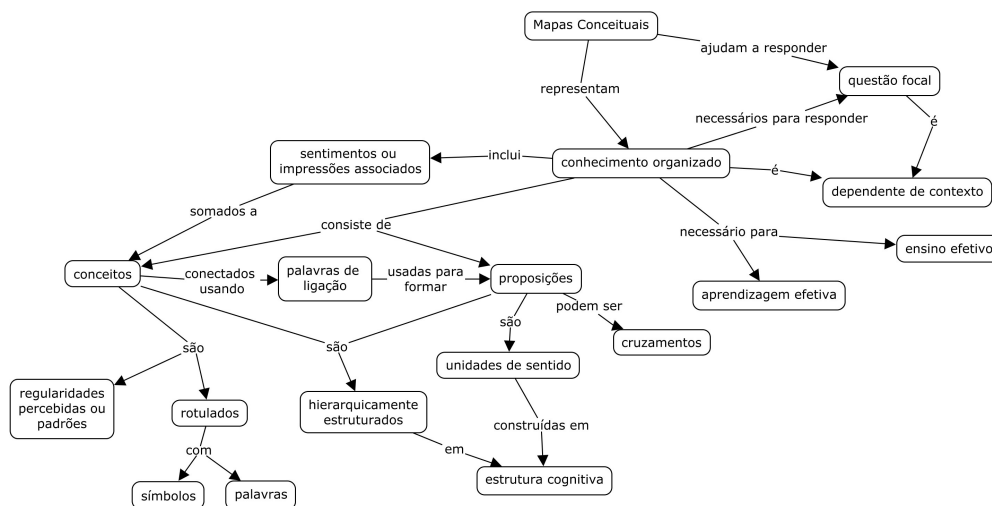 Mapas Conceituais
ajudam a responder
questão focal
representam
necessários para responder
é
sentimentos ou
impressões associados
inclui
conhecimento organizado
é
dependente de contexto
somados a
consiste de
necessário para
ensino efetivo
conceitos
conectados
usando
palavras de
ligação
usadas para
formar
proposições
aprendizagem efetiva
são
podem ser
cruzamentos
são
são
unidades de sentido
regularidades
percebidas ou
padrões
rotulados
hierarquicamente
estruturados
construídas em
com
em
símbolos
palavras
estrutura cognitiva